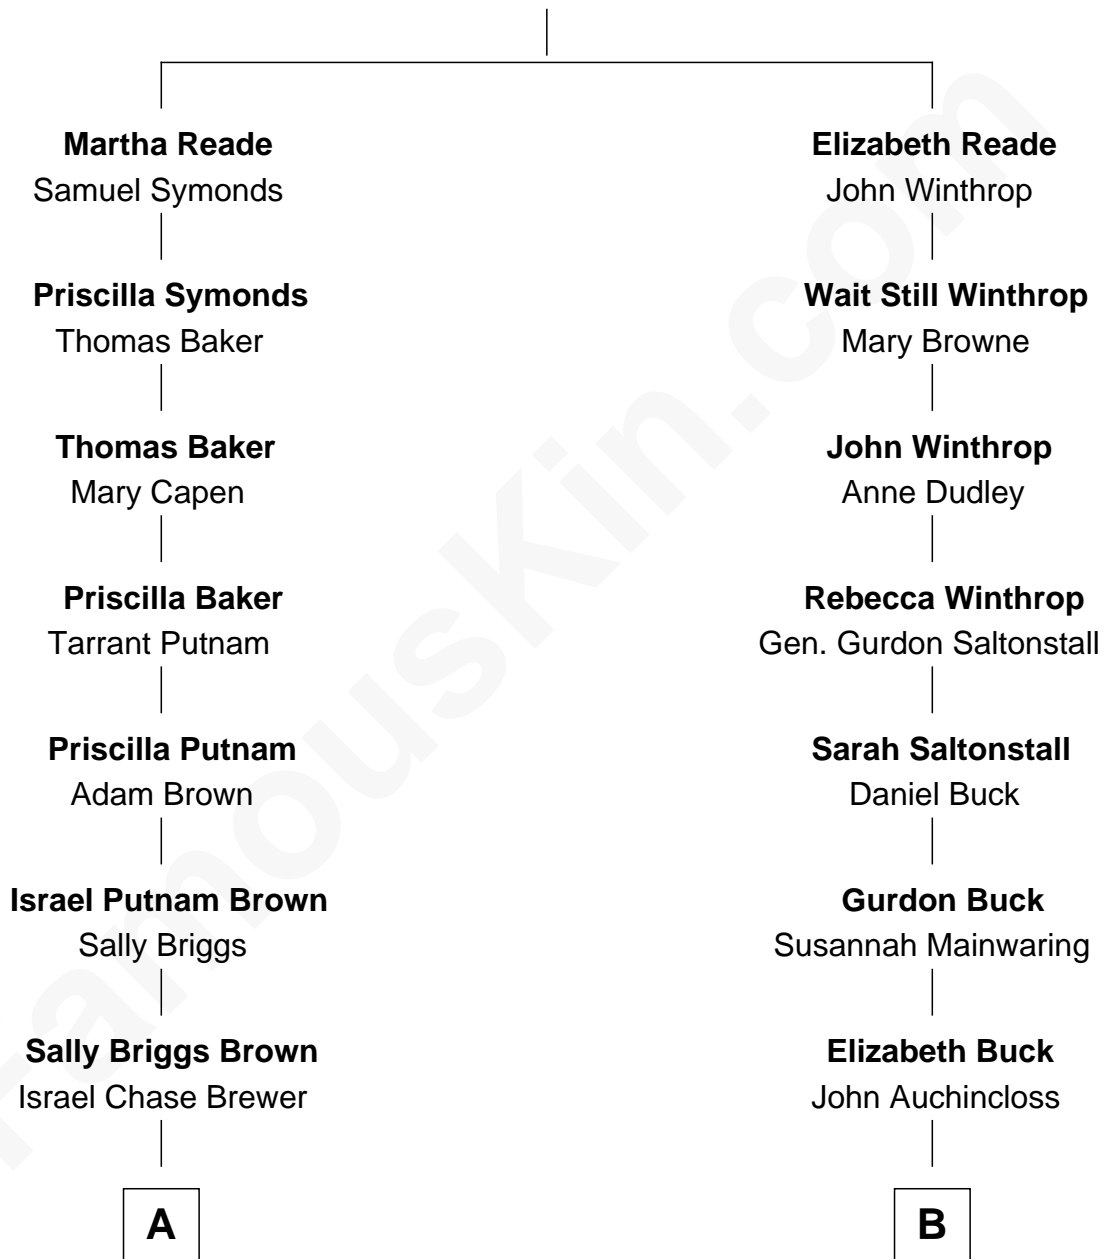 Martha Reade
Samuel Symonds
Elizabeth Reade
John Winthrop
Priscilla Symonds
Thomas Baker
Wait Still Winthrop
Mary Browne
Thomas Baker
Mary Capen
John Winthrop
Anne Dudley
Priscilla Baker
Tarrant Putnam
Rebecca Winthrop
Gen. Gurdon Saltonstall
Priscilla Putnam
Adam Brown
Sarah Saltonstall
Daniel Buck
Israel Putnam Brown
Sally Briggs
Gurdon Buck
Susannah Mainwaring
Sally Briggs Brown
Israel Chase Brewer
Elizabeth Buck
John Auchincloss
A
B
FamousKin.com